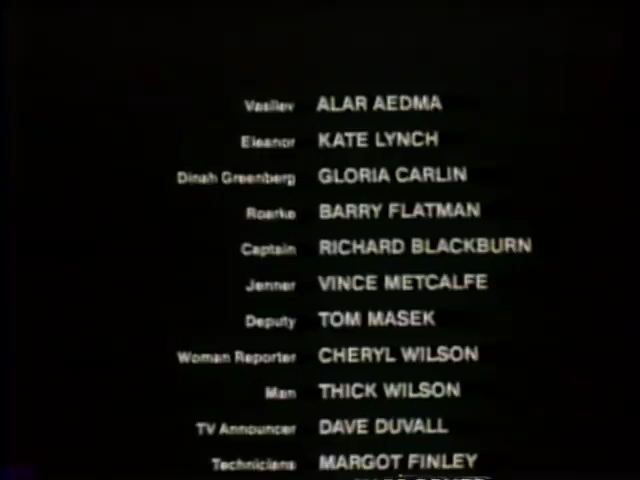 Vasiliev ALAR AEDMA
Eleanor KATE LYNCH
Dinah Greenberg GLORIA CARLIN
Roarke BARRY FLATMAN
Captain RICHARD BLACKBURN
Jenner VINCE METCALFE
Deputy TOM MASEK
Woman Reporter CHERYL WILSON
Man THICK WILSON
TV Announcer DAVE DUVALL
Technicians MARGOT FINLEY